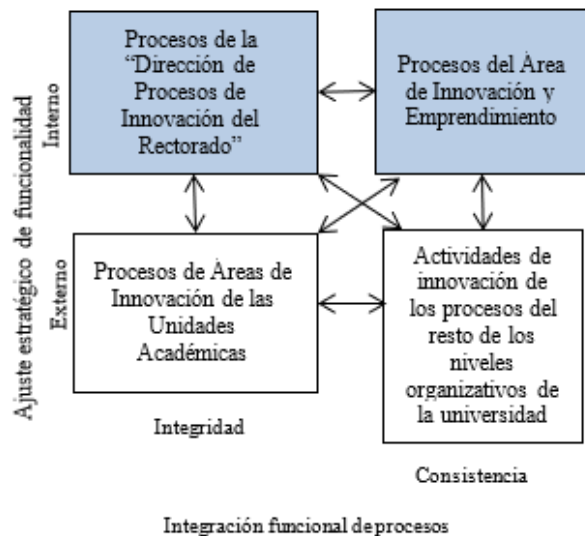 Procesos de la
“Dirección de
Procesos de
Innovación del
Rectorado”
Procesos del Área
de Innovación y
Emprendimiento
Procesos de Áreas de
Innovación de las
Unidades
Académicas
Actividades de
innovación de
los procesos del
resto de los
niveles
organizativos de
la universidad
Ajuste estratégico de funcionalidad
Interno
Externo
Integridad
Consistencia
Integración funcional de procesos